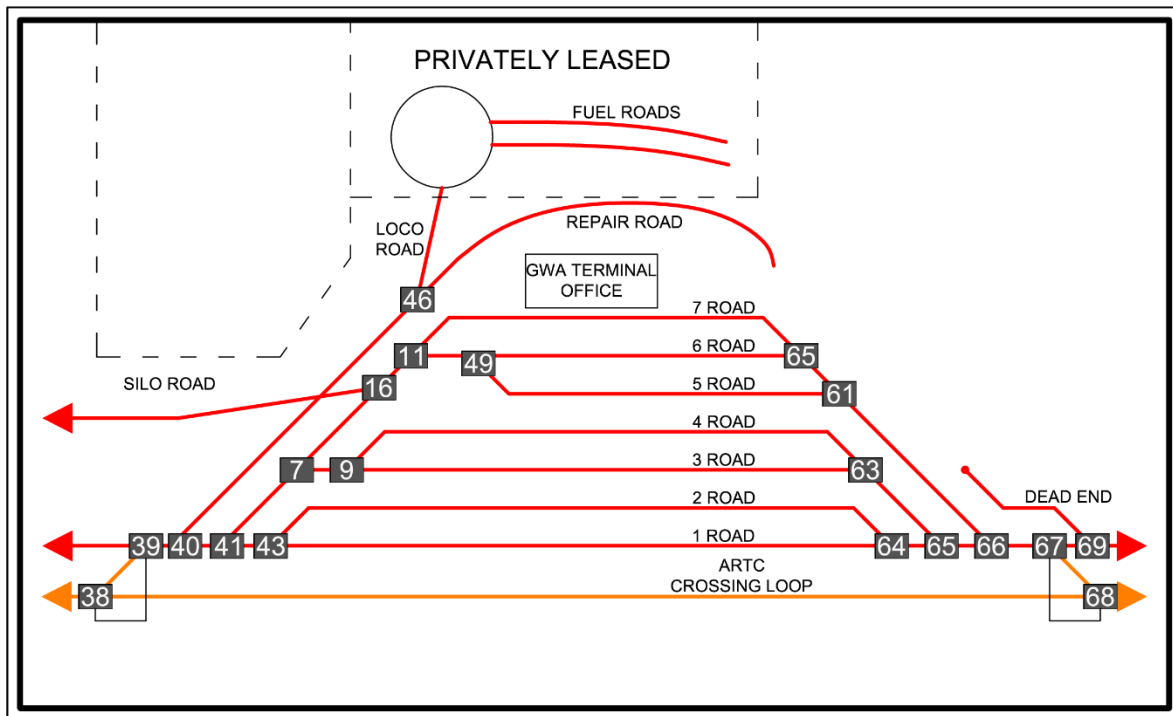 PRIVATELY LEASED
FUEL ROADS
LOCO
ROAD
REPAIR ROAD
GWA TERMINAL
OFFICE
46
7 ROAD
11
49
6 ROAD
65
SILO ROAD
16
5 ROAD
61
4 ROAD
7
9
3 ROAD
63
2 ROAD
DEAD END
39
40
41
43
1 ROAD
64
65
66
67
69
ARTC
CROSSING LOOP
38
68